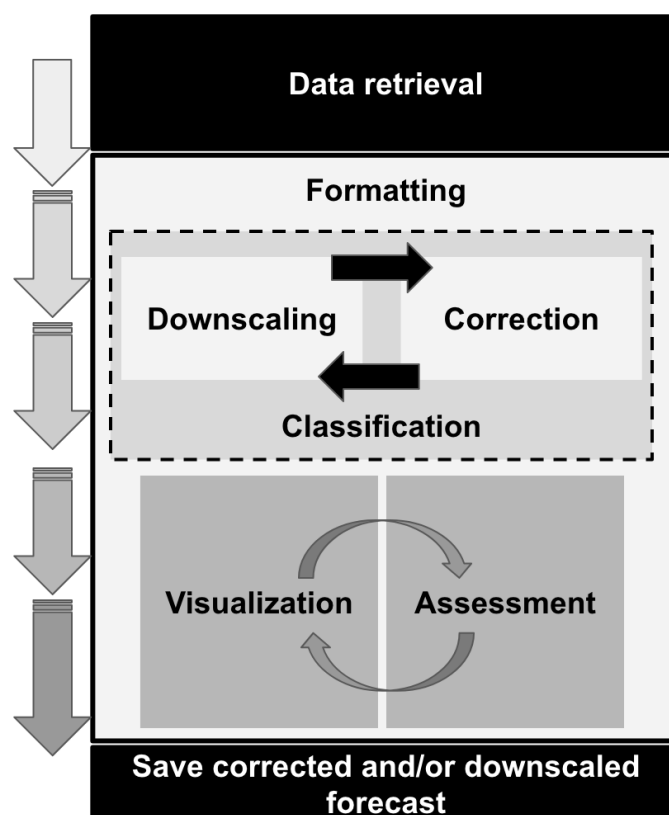 Data retrieval
Formatting
Downscaling
Correction
Classification
Visualization
Assessment
Save corrected and/or downscaled
forecast